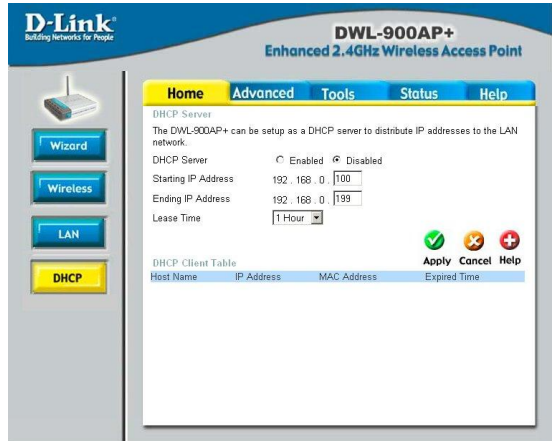 D-Link®
Building Networks for People
DWL-900AP+
Enhanced 2.4GHz Wireless Access Point
Home Advanced Tools Status Help
Wizard
Wireless
LAN
DHCP
DHCP Server
The DWL-900AP+ can be setup as a DHCP server to distribute IP addresses to the LAN
network.
DHCP Server Enabled Disabled
Starting IP Address 192 . 168 . 0 . 100
Ending IP Address 192 . 168 . 0 . 199
Lease Time 1 Hour
Apply Cancel Help
DHCP Client Table
Host Name IP Address MAC Address Expired Time